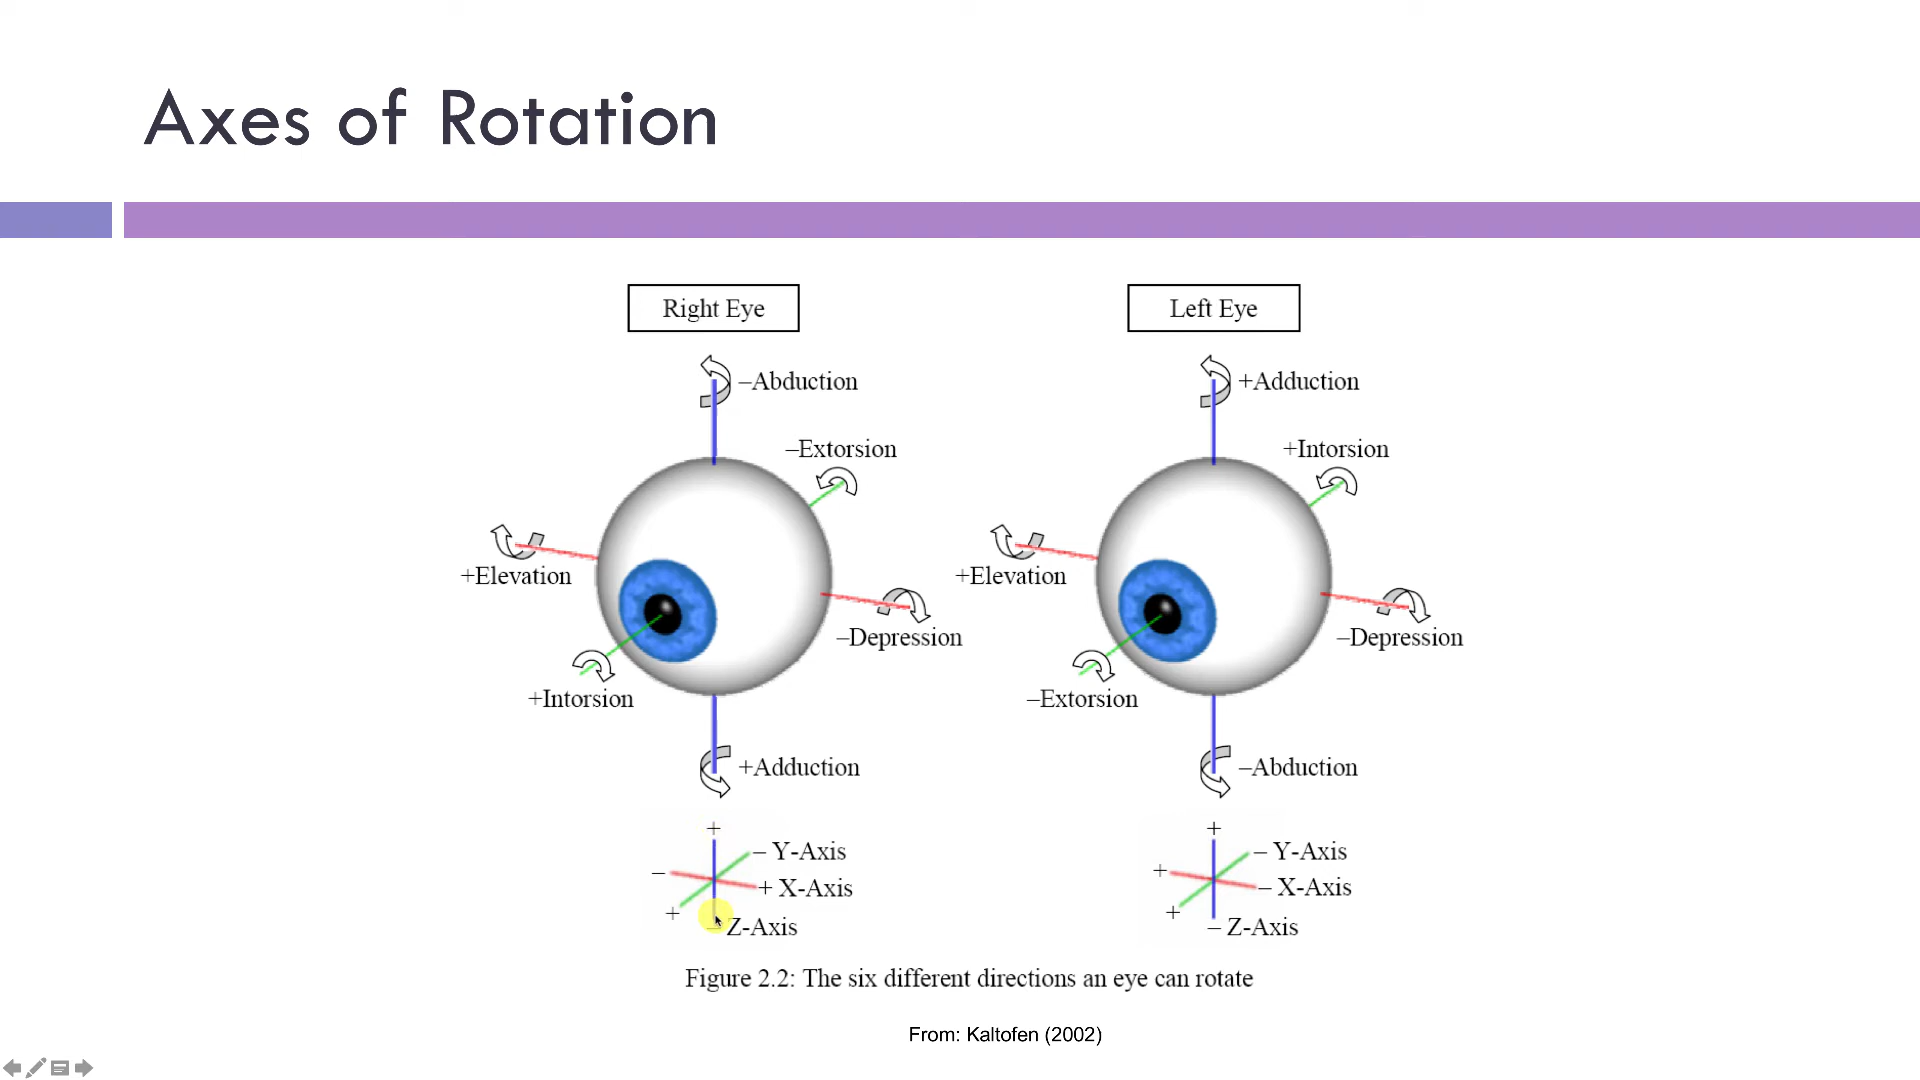 Axes of Rotation
Right Eye
–Abduction
–Extorsion
+Elevation
–Depression
+Intorsion
+Adduction
+
– Y-Axis
–
+ X-Axis
+
– Z-Axis
Left Eye
+Adduction
+Intorsion
+Elevation
–Depression
–Extorsion
–Abduction
+
– Y-Axis
+
– X-Axis
+
– Z-Axis
Figure 2.2: The six different directions an eye can rotate
From: Kaltofen (2002)